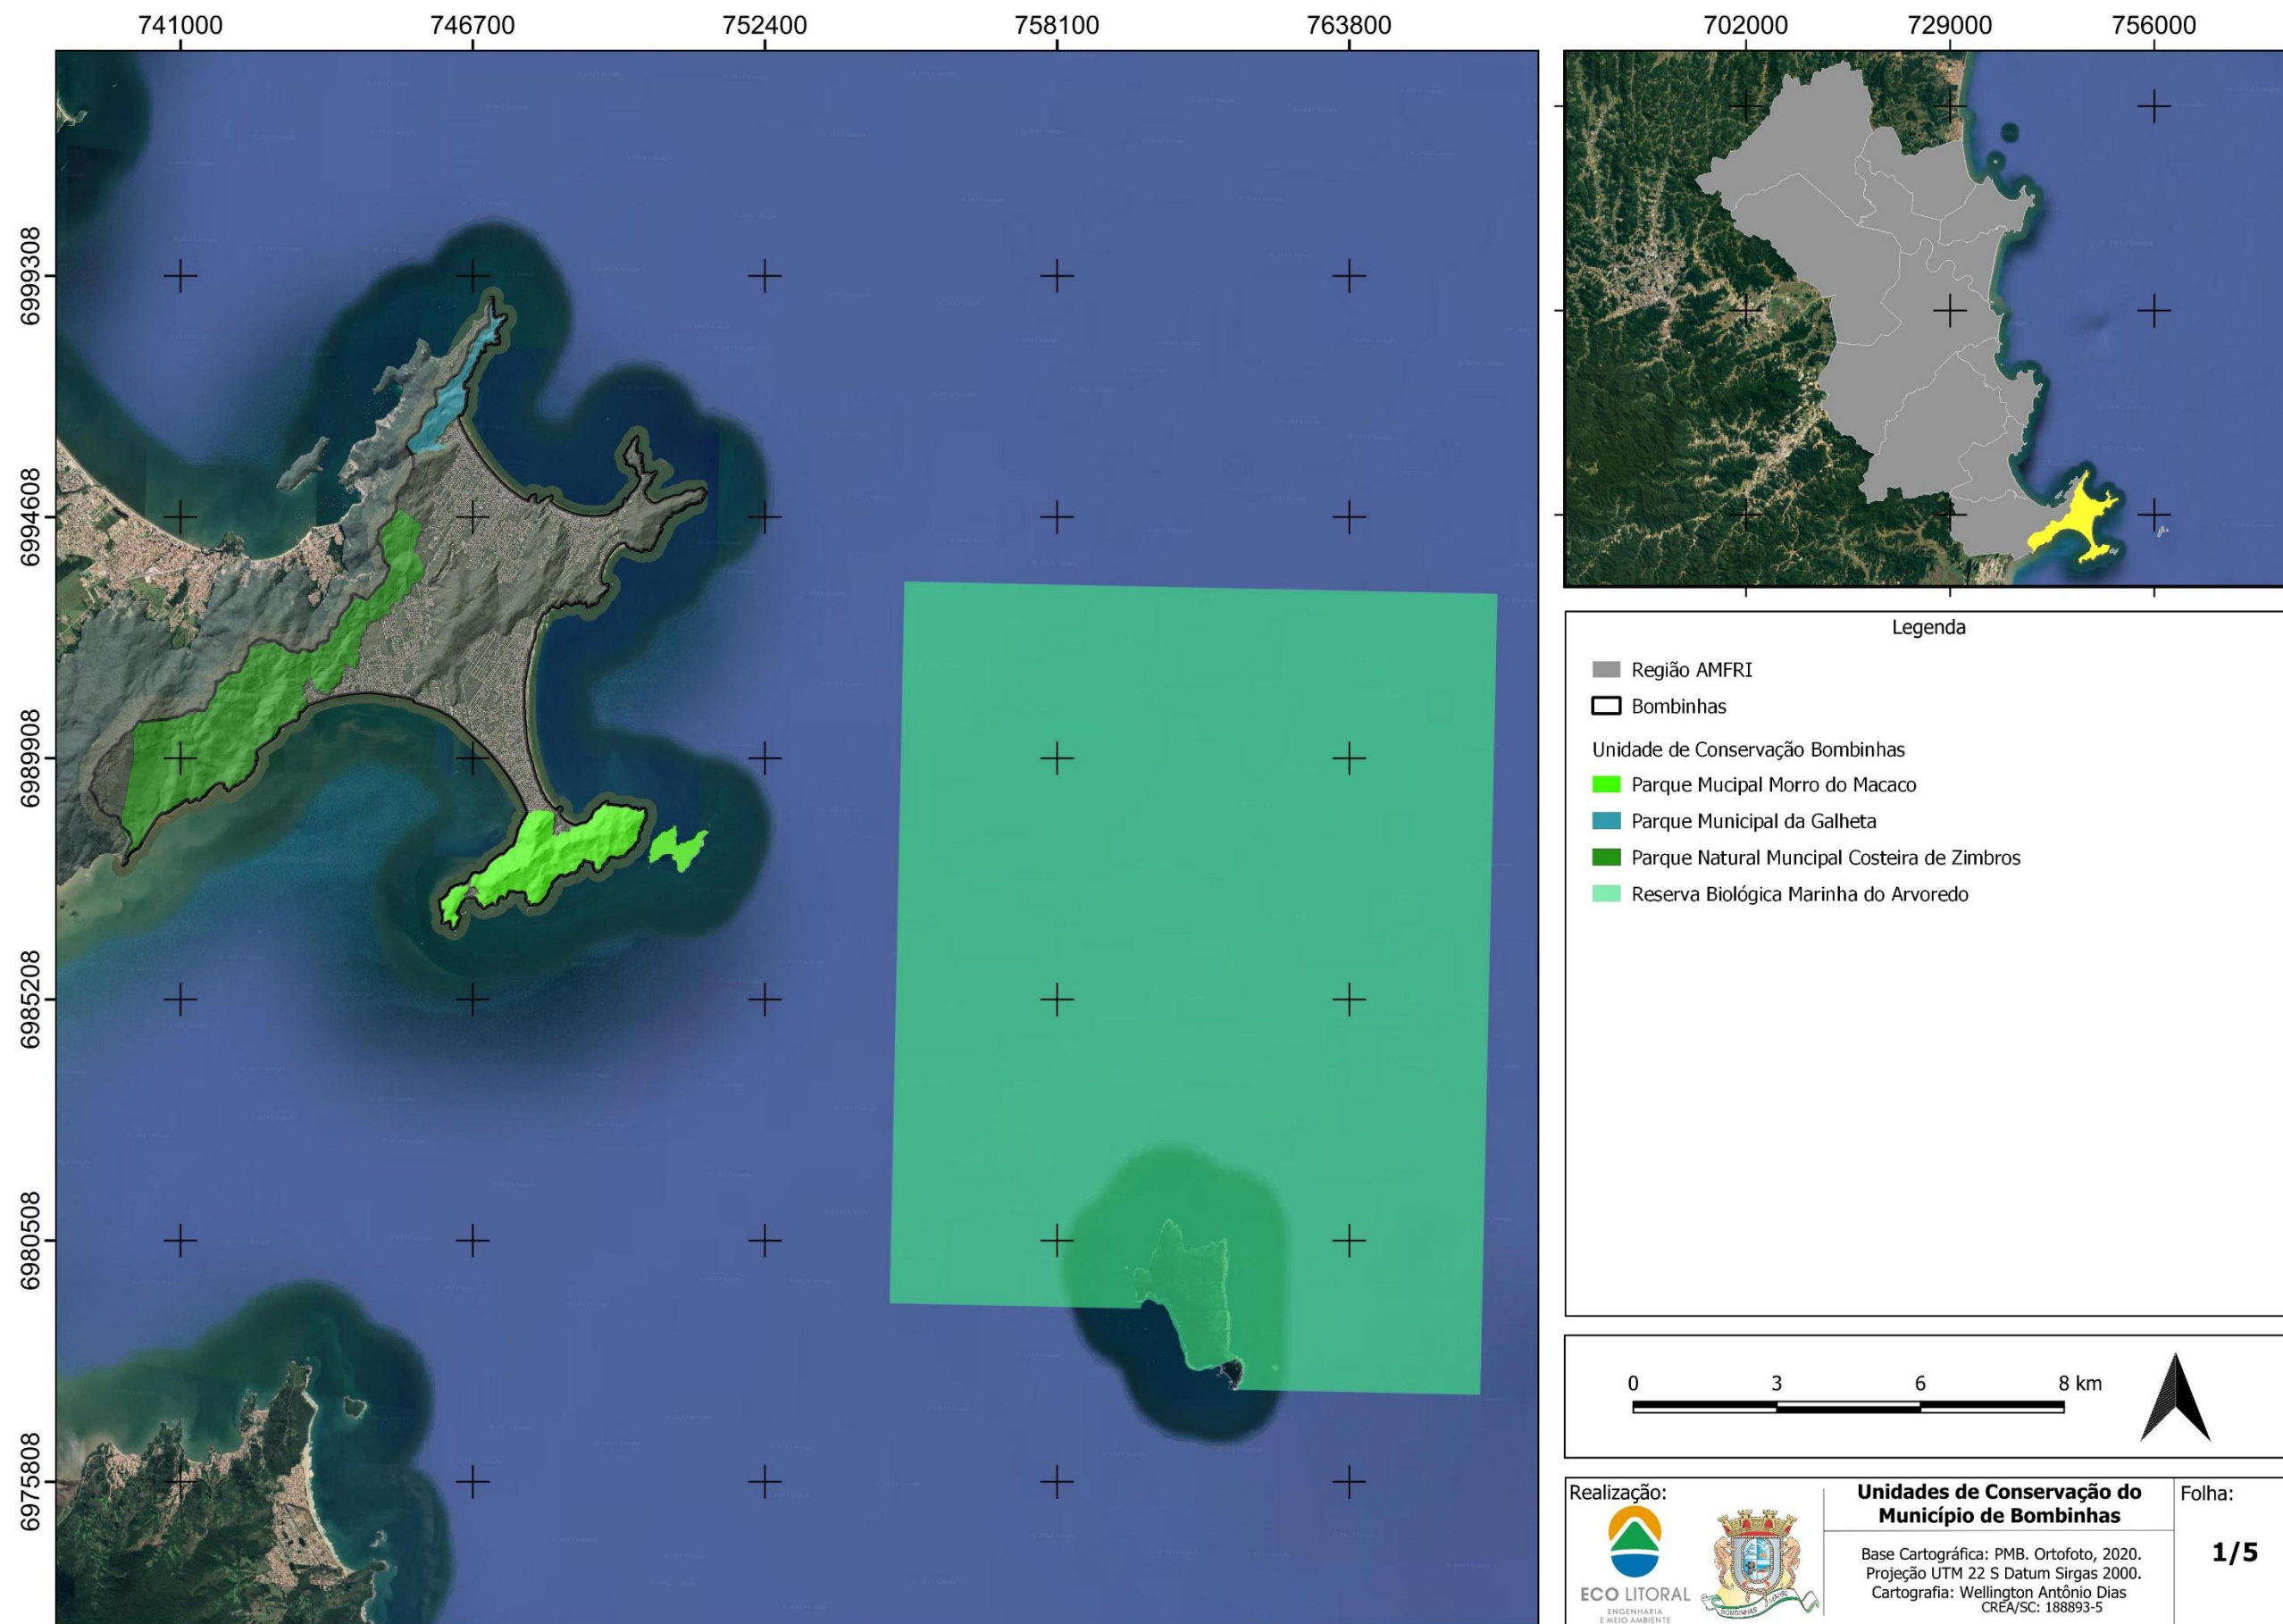 741000 746700 752400 758100 763800
702000 729000 756000
6999308
6994608
6989908
6985208
6980508
6975808
Legenda
Região AMFRI
Bombinhas
Unidade de Conservação Bombinhas
Parque Mucipal Morro do Macaco
Parque Municipal da Galheta
Parque Natural Muncipal Costeira de Zimbros
Reserva Biológica Marinha do Arvoredo
0 3 6 8 km
Realização:
ECO LITORAL
ENGENHARIA
E MEIO AMBIENTE
BOMBINHAS
Unidades de Conservação do
Município de Bombinhas
Base Cartográfica: PMB. Ortofoto, 2020.
Projeção UTM 22 S Datum Sirgas 2000.
Cartografia: Wellington Antônio Dias
CREA/SC: 188893-5
Folha:
1/5